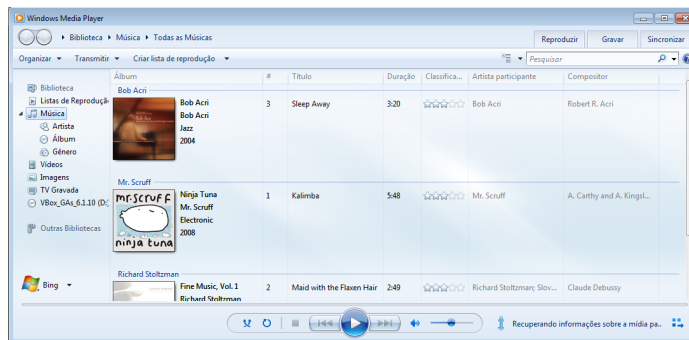 Windows Media Player
Biblioteca ▸ Música ▸ Todas as Músicas
Reproduzir Gravar Sincronizar
Organizar Transmitir Criar lista de reprodução Pesquisar
Álbum # Título Duração Classifica... Artista participante Compositor
Biblioteca
Listas de Reproduçã
Música
Artista
Álbum
Gênero
Vídeos
Imagens
TV Gravada
VBox_GAs_6.1.10 (D:)
Outras Bibliotecas
Bing
Bob Acri
Bob Acri 3 Sleep Away 3:20 Bob Acri Robert R. Acri
Bob Acri
Jazz
2004
Mr. Scruff
mr.scruff
ninja tuna
Ninja Tuna 1 Kalimba 5:48 Mr. Scruff A. Carthy and A. Kingsl...
Mr. Scruff
Electronic
2008
Richard Stoltzman
Fine Music, Vol. 1 2 Maid with the Flaxen Hair 2:49 Richard Stoltzman; Slov... Claude Debussy
Richard Stoltzman
Recuperando informações sobre a mídia pa..